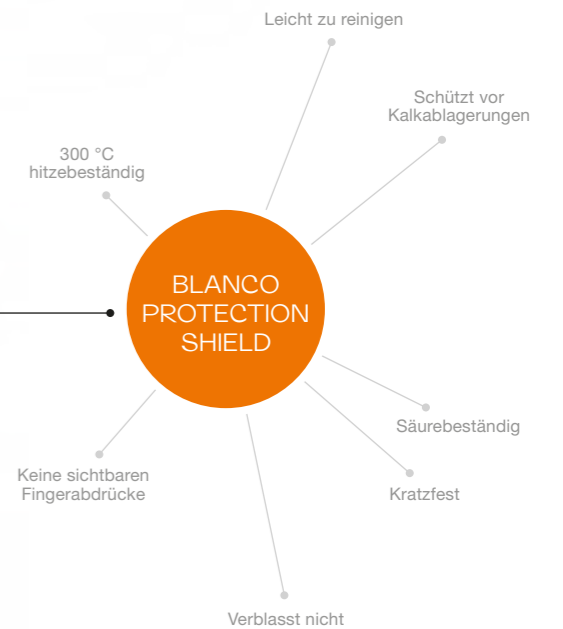 Leicht zu reinigen
Schützt vor
Kalkablagerungen
300 °C
hitzebeständig
BLANCO
PROTECTION
SHIELD
Säurebeständig
Keine sichtbaren
Fingerabdrücke
Kratzfest
Verblasst nicht